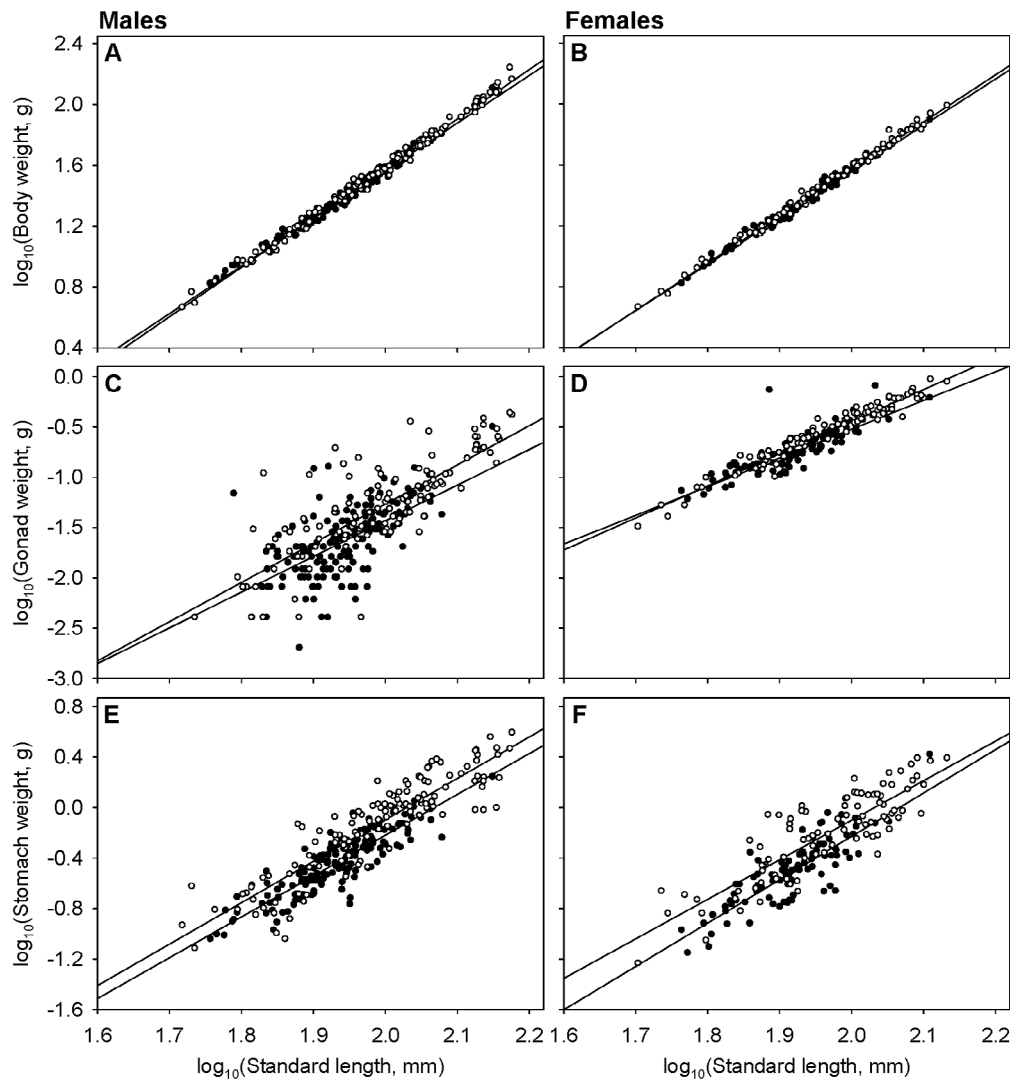 Males Females
A B
log10(Body weight, g)
2.4
2.0
1.6
1.2
0.8
0.4
C D
log10(Gonad weight, g)
0.0
-0.5
-1.0
-1.5
-2.0
-2.5
-3.0
E F
log10(Stomach weight, g)
0.8
0.4
0.0
-0.4
-0.8
-1.2
-1.6
1.6 1.7 1.8 1.9 2.0 2.1 2.2 1.6 1.7 1.8 1.9 2.0 2.1 2.2
log10(Standard length, mm) log10(Standard length, mm)